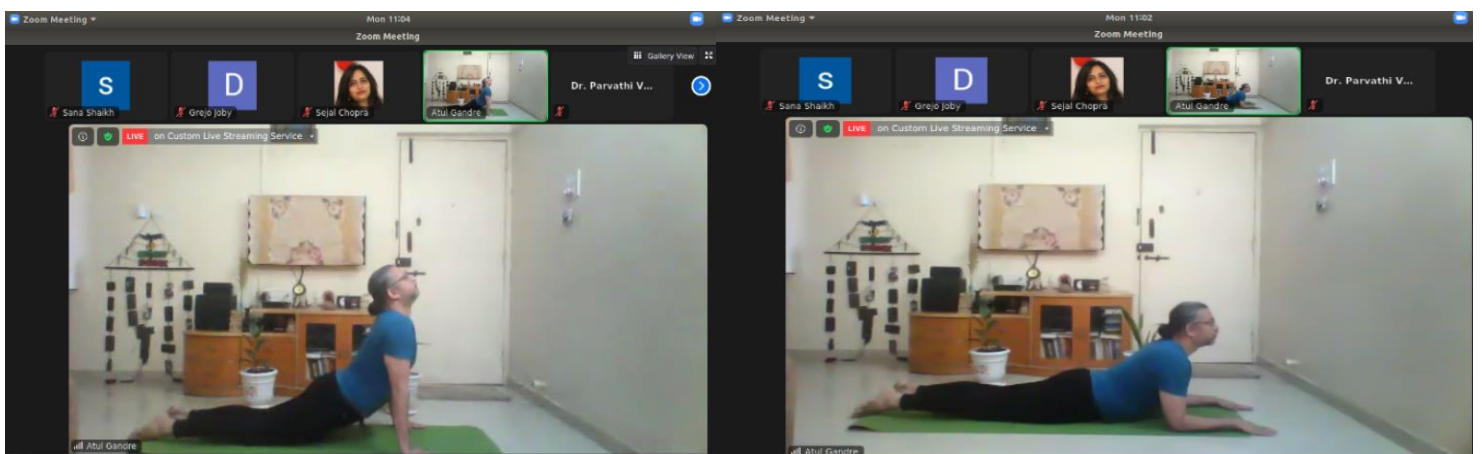 Zoom Meeting
Mon 11:04
Zoom Meeting
Gallery View
S
Sana Shaikh
D
Grejo Joby
Sejal Chopra
Atul Gandre
Dr. Parvathi V...
LIVE on Custom Live Streaming Service
Atul Gandre
Zoom Meeting
Mon 11:02
Zoom Meeting
S
Sana Shaikh
D
Grejo Joby
Sejal Chopra
Atul Gandre
Dr. Parvathi V...
LIVE on Custom Live Streaming Service
Atul Gandre